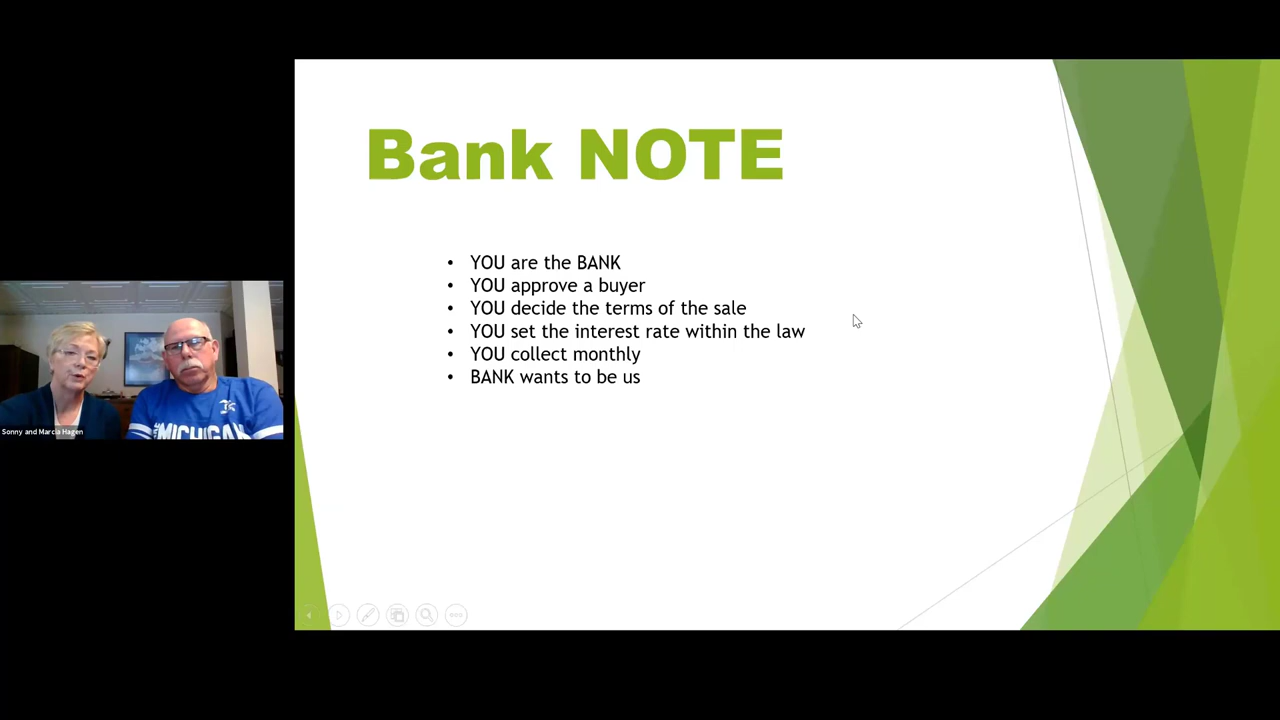 Bank NOTE
• YOU are the BANK
• YOU approve a buyer
• YOU decide the terms of the sale
• YOU set the interest rate within the law
• YOU collect monthly
• BANK wants to be us
MICHIGAN
Sonny and Marcia Hagen